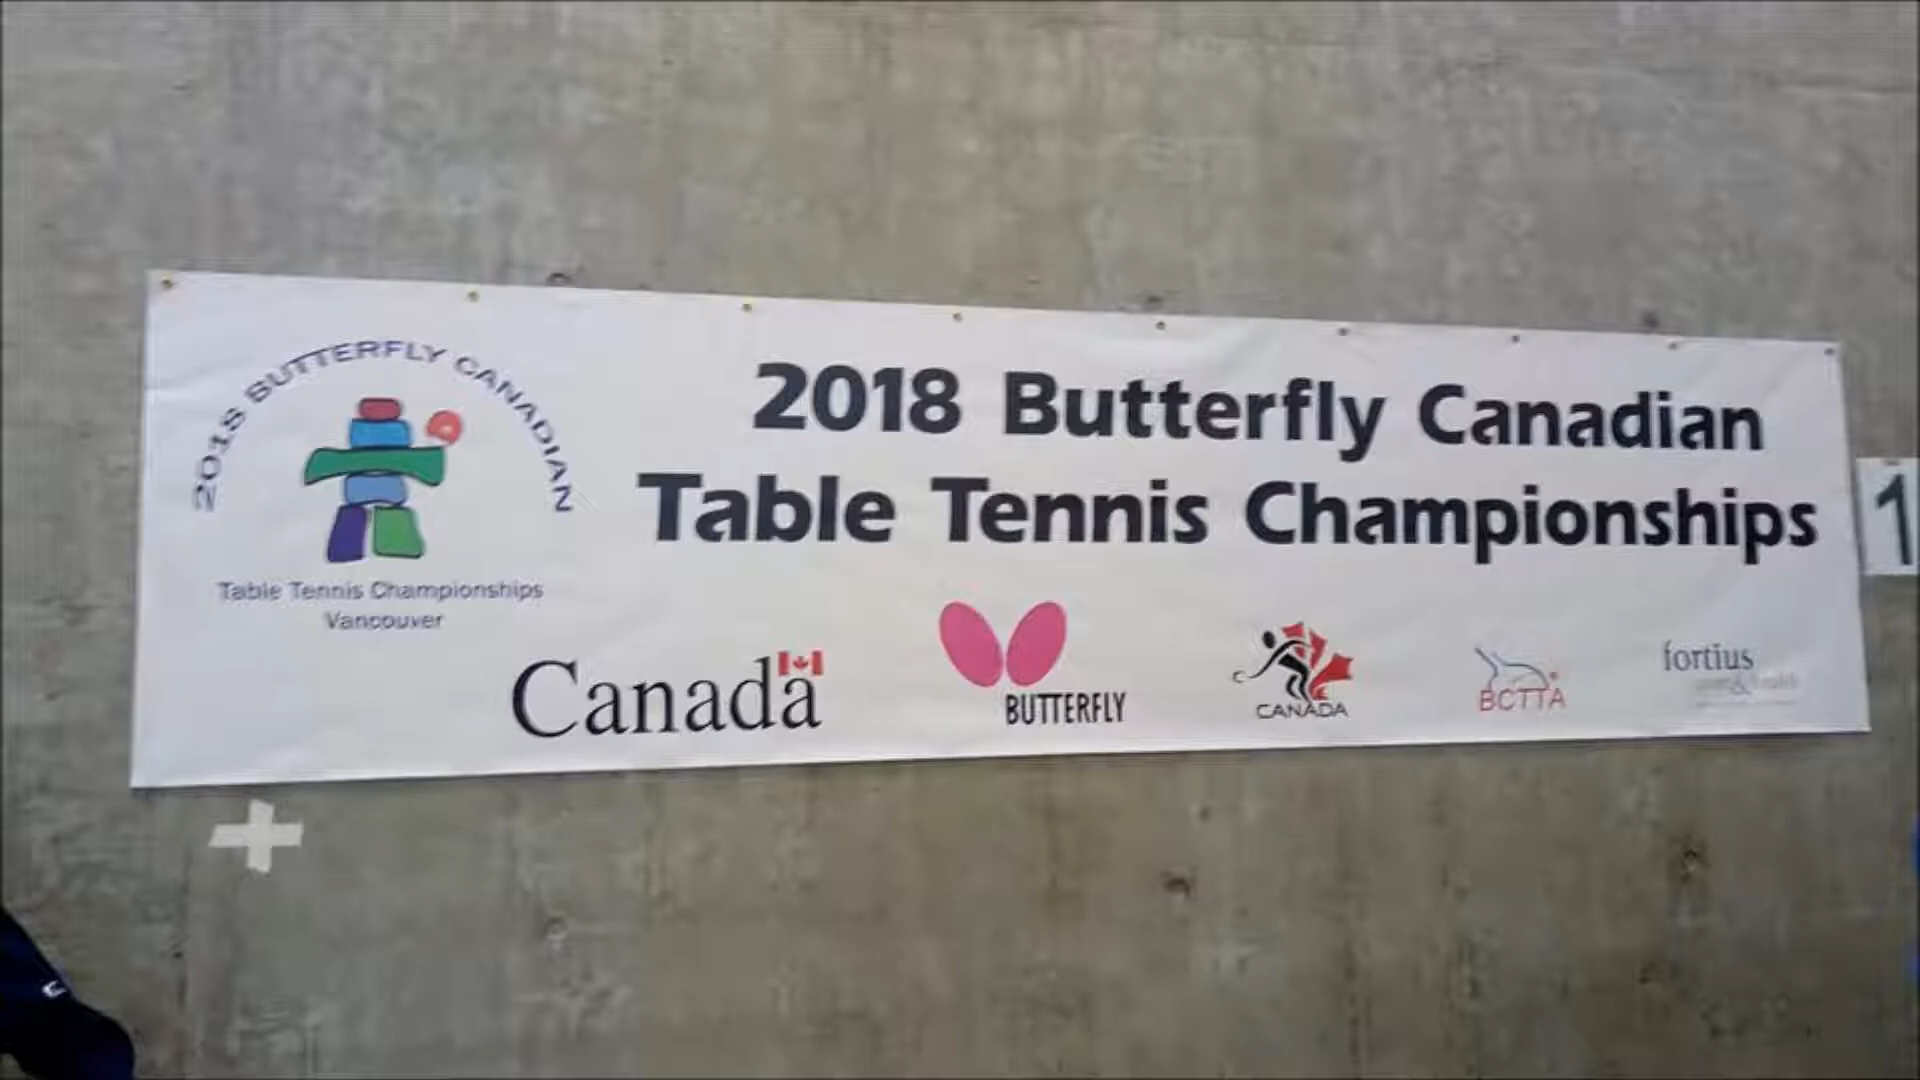 2018 BUTTERFLY CANADIAN
Table Tennis Championships
Vancouver
2018 Butterfly Canadian
Table Tennis Championships
Canada
BUTTERFLY
CANADA
BCTTA
fortius
1